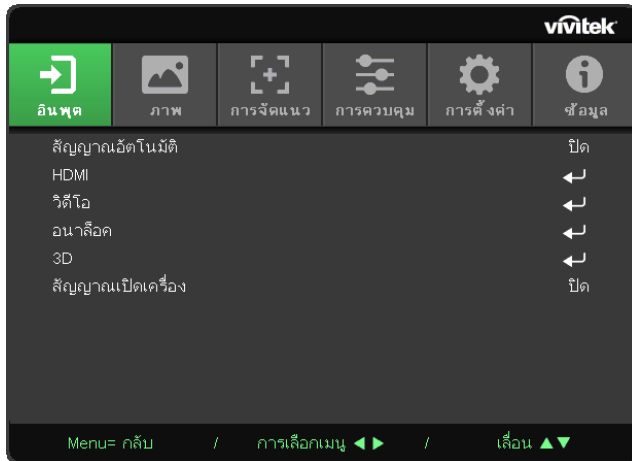 vivitek
อินพุต ภาพ การจัดแนว การควบคุม การตั้งค่า ข้อมูล
สัญญาณอัตโนมัติ ปิด
HDMI
วิดีโอ
อนาล็อค
3D
สัญญาณเปิดเครื่อง ปิด
Menu= กลับ / การเลือกเมนู ◀ ▶ / เลื่อน ▲▼